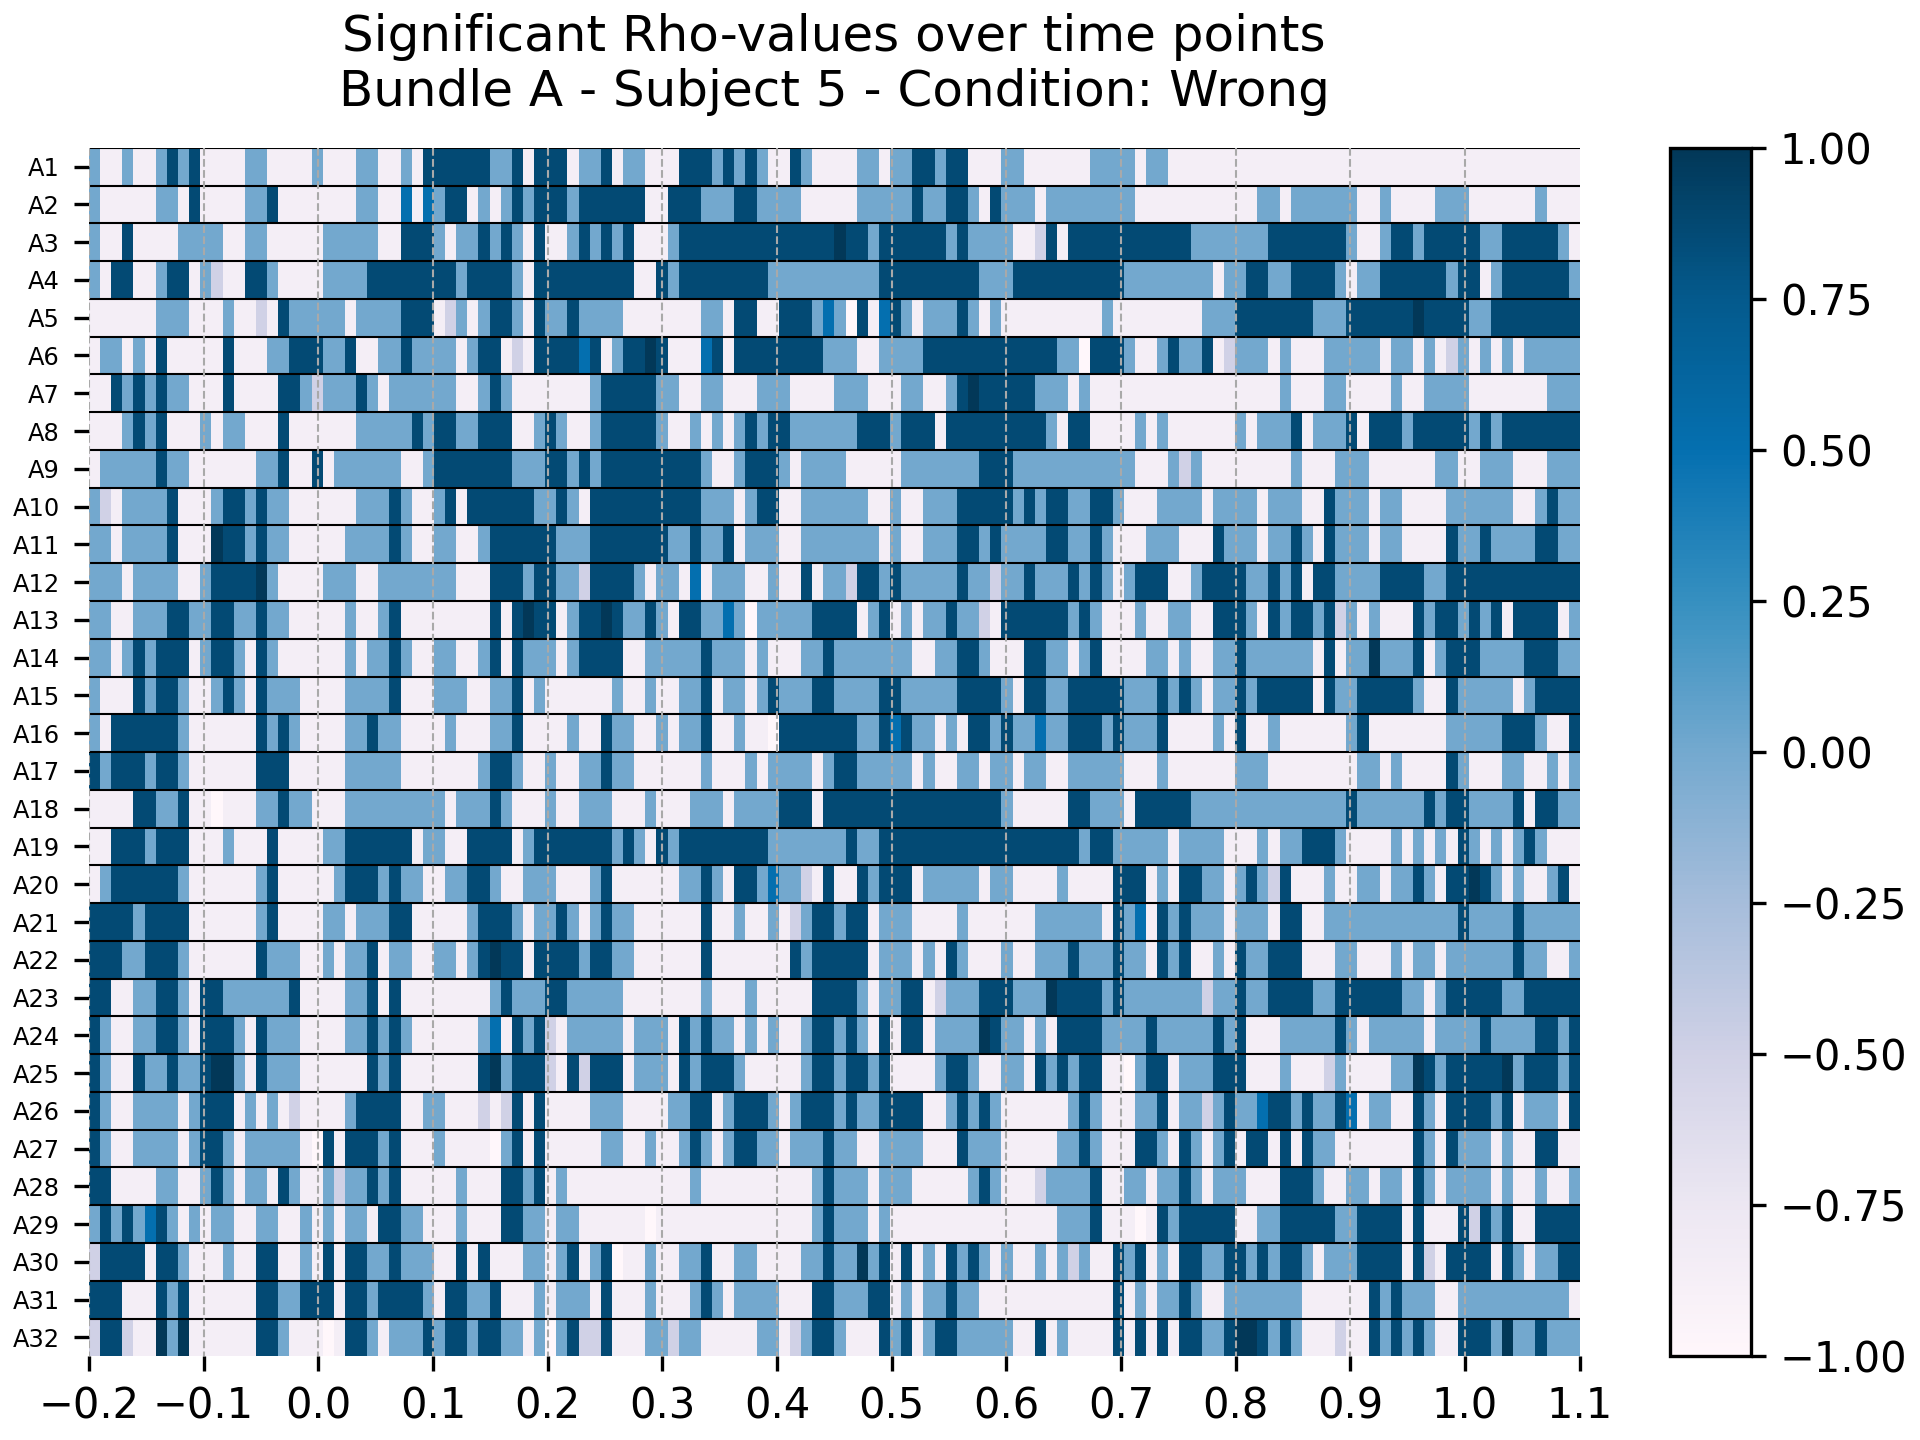 Significant Rho-values over time points
Bundle A - Subject 5 - Condition: Wrong
A1
A2
A3
A4
A5
A6
A7
A8
A9
A10
A11
A12
A13
A14
A15
A16
A17
A18
A19
A20
A21
A22
A23
A24
A25
A26
A27
A28
A29
A30
A31
A32
−0.2 −0.1 0.0 0.1 0.2 0.3 0.4 0.5 0.6 0.7 0.8 0.9 1.0 1.1
1.00
0.75
0.50
0.25
0.00
−0.25
−0.50
−0.75
−1.00